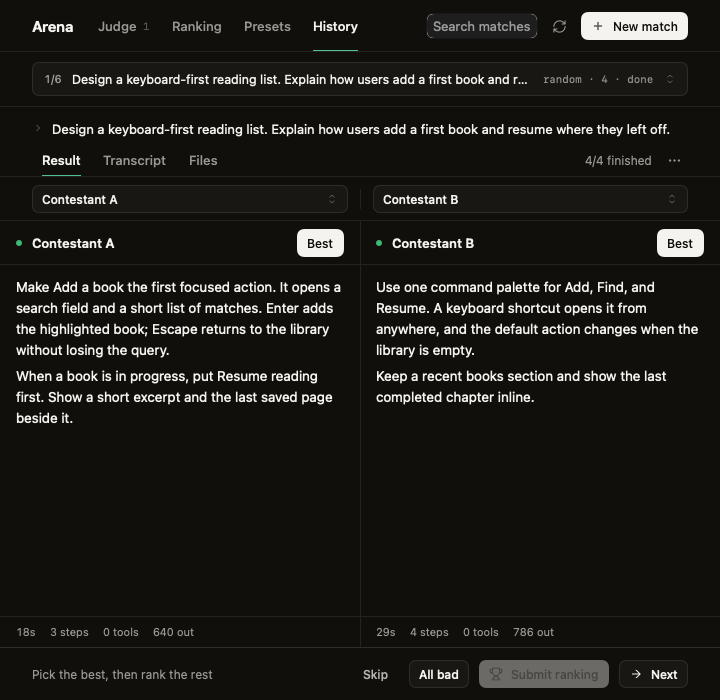 Arena Judge 1 Ranking Presets History Search matches New match
1/6 Design a keyboard-first reading list. Explain how users add a first book and r... random · 4 · done
Design a keyboard-first reading list. Explain how users add a first book and resume where they left off.
Result Transcript Files 4/4 finished
Contestant A
Contestant B
Contestant A Best
Make Add a book the first focused action. It opens a
search field and a short list of matches. Enter adds
the highlighted book; Escape returns to the library
without losing the query.
When a book is in progress, put Resume reading
first. Show a short excerpt and the last saved page
beside it.
18s 3 steps 0 tools 640 out
Contestant B Best
Use one command palette for Add, Find, and
Resume. A keyboard shortcut opens it from
anywhere, and the default action changes when the
library is empty.
Keep a recent books section and show the last
completed chapter inline.
29s 4 steps 0 tools 786 out
Pick the best, then rank the rest Skip All bad Submit ranking Next